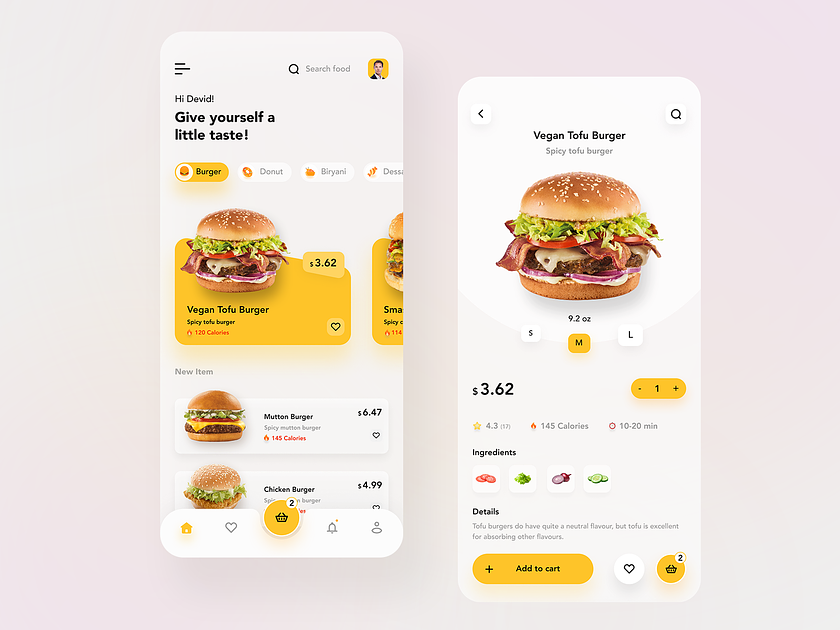 Search food
Hi Devid!
Give yourself a
little taste!
Burger
Donut
Biryani
Dessa
$3.62
Vegan Tofu Burger
Spicy tofu burger
120 Calories
Sma
Spicy c
114
New Item
Mutton Burger
$6.47
Spicy mutton burger
145 Calories
Chicken Burger
$4.99
burger
2
Vegan Tofu Burger
Spicy tofu burger
9.2 oz
S
M
L
$3.62
- 1 +
4.3 (17)
145 Calories
10-20 min
Ingredients
Details
Tofu burgers do have quite a neutral flavour, but tofu is excellent
for absorbing other flavours.
+ Add to cart
2